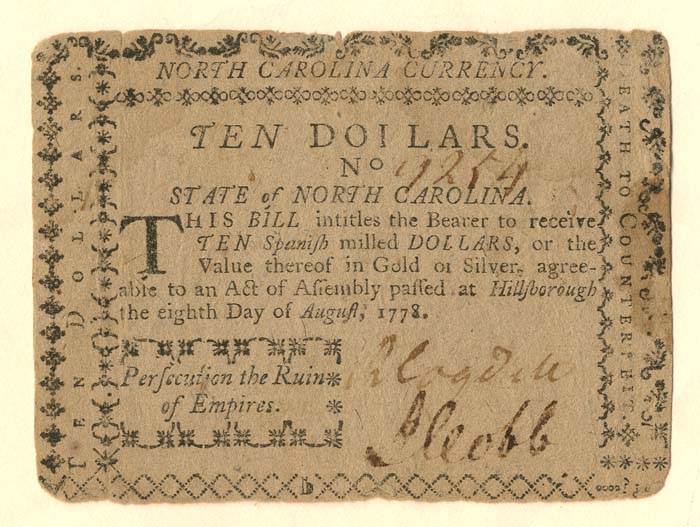 NORTH CAROLINA CURRENCY.
TEN DOLLARS.
No 9254
STATE of NORTH CAROLINA.
THIS BILL intitles the Bearer to receive
TEN Spanish milled DOLLARS, or the
Value thereof in Gold or Silver, agree-
able to an Act of Assembly passed at Hillsborough
the eighth Day of August, 1778.
Persecution the Ruin
of Empires.
J Cobb
b
TEN DOLLARS.
DEATH TO COUNTERFEIT